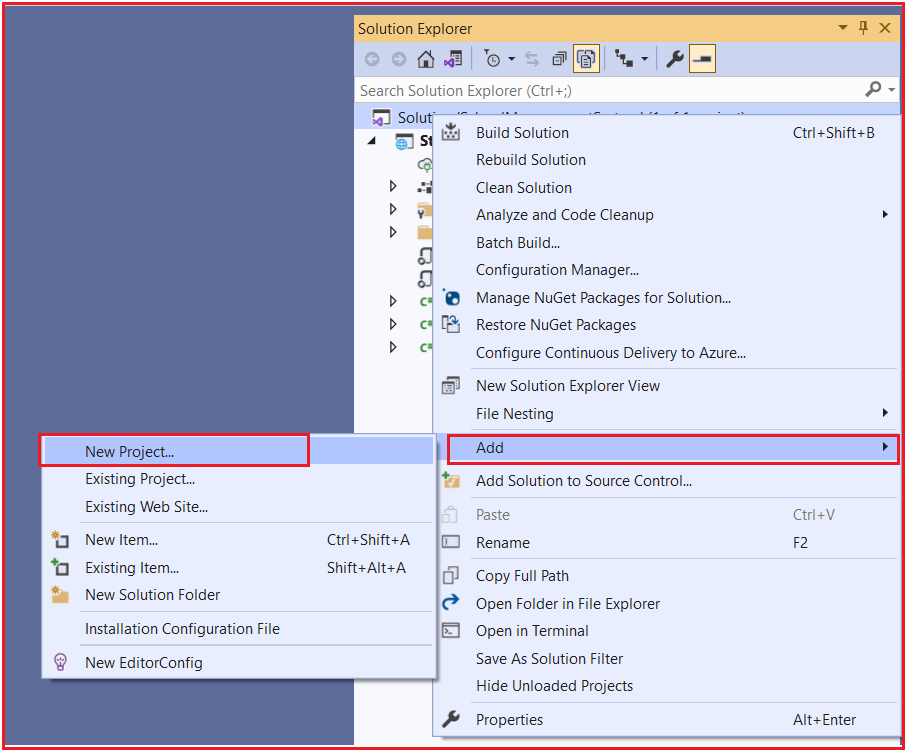 Solution Explorer
Search Solution Explorer (Ctrl+;)
Build Solution Ctrl+Shift+B
Rebuild Solution
Clean Solution
Analyze and Code Cleanup
Batch Build...
Configuration Manager...
Manage NuGet Packages for Solution...
Restore NuGet Packages
Configure Continuous Delivery to Azure...
New Solution Explorer View
File Nesting
Add
Add Solution to Source Control...
Paste Ctrl+V
Rename F2
Copy Full Path
Open Folder in File Explorer
Open in Terminal
Save As Solution Filter
Hide Unloaded Projects
Properties Alt+Enter
New Project...
Existing Project...
Existing Web Site...
New Item... Ctrl+Shift+A
Existing Item... Shift+Alt+A
New Solution Folder
Installation Configuration File
New EditorConfig